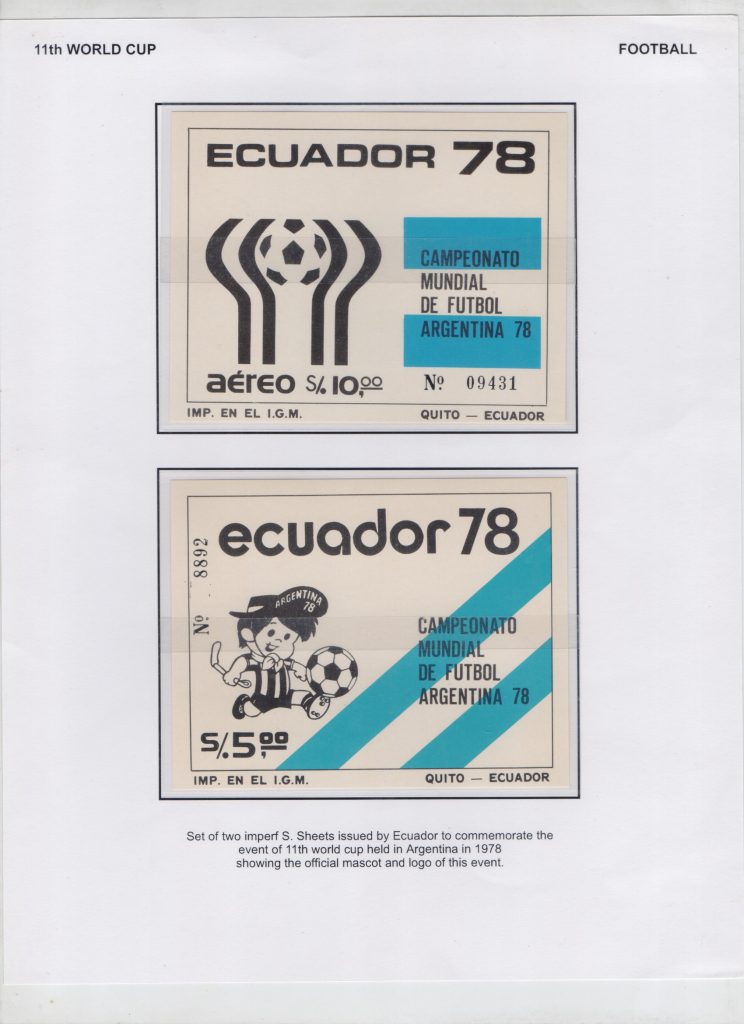 11th WORLD CUP FOOTBALL
ECUADOR 78
CAMPEONATO
MUNDIAL
DE FUTBOL
ARGENTINA 78
aéreo S/. 10,00 Nº 09431
IMP. EN EL I.G.M. QUITO — ECUADOR
ecuador 78
Nº 8892
ARGENTINA
78
CAMPEONATO
MUNDIAL
DE FUTBOL
ARGENTINA 78
S/. 5,00
IMP. EN EL I.G.M. QUITO — ECUADOR
Set of two imperf S. Sheets issued by Ecuador to commemorate the
event of 11th world cup held in Argentina in 1978
showing the official mascot and logo of this event.